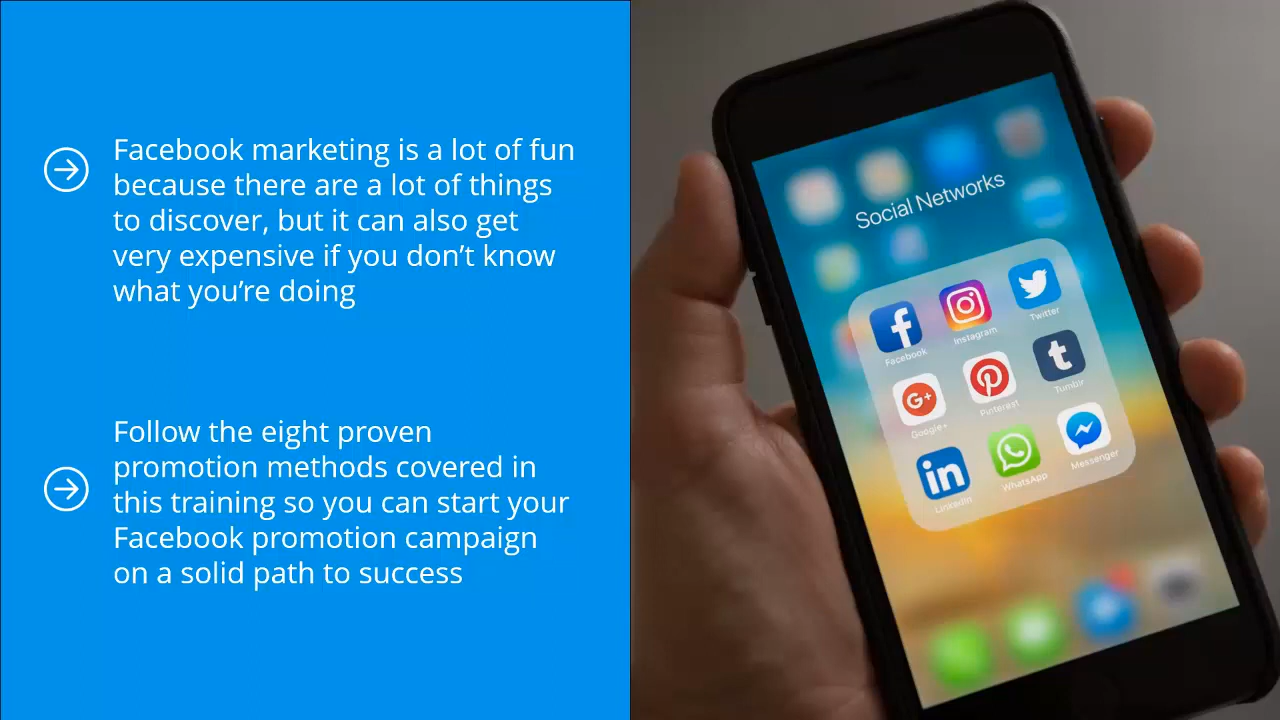 Facebook marketing is a lot of fun
because there are a lot of things
to discover, but it can also get
very expensive if you don’t know
what you’re doing
Follow the eight proven
promotion methods covered in
this training so you can start your
Facebook promotion campaign
on a solid path to success
Social Networks
Facebook
Instagram
Twitter
Google+
Pinterest
Tumblr
LinkedIn
WhatsApp
Messenger